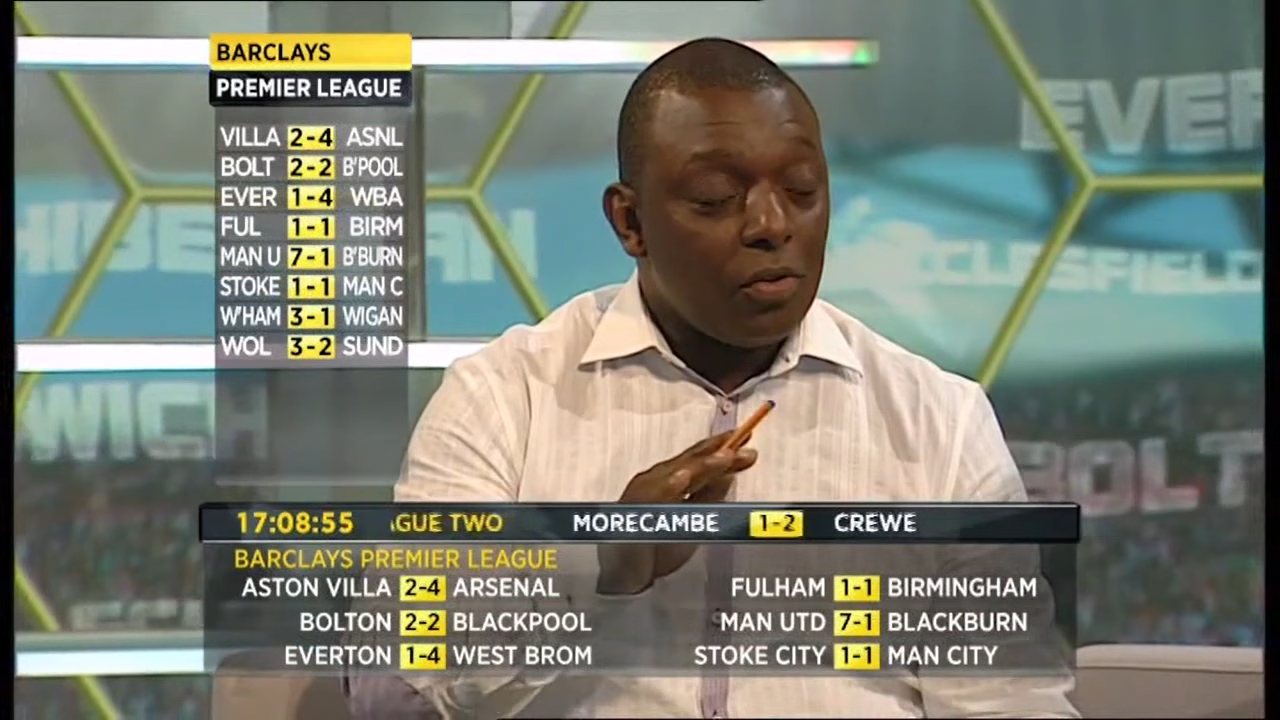 BARCLAYS
PREMIER LEAGUE
VILLA 2-4 ASNL
BOLT 2-2 B'POOL
EVER 1-4 WBA
FUL 1-1 BIRM
MAN U 7-1 B'BURN
STOKE 1-1 MAN C
W'HAM 3-1 WIGAN
WOL 3-2 SUND
EVER
HIBE AN
CLESFIELD
WICH
BOLT
17:08:55 GUE TWO MORECAMBE 1-2 CREWE
BARCLAYS PREMIER LEAGUE
ASTON VILLA 2-4 ARSENAL FULHAM 1-1 BIRMINGHAM
BOLTON 2-2 BLACKPOOL MAN UTD 7-1 BLACKBURN
EVERTON 1-4 WEST BROM STOKE CITY 1-1 MAN CITY